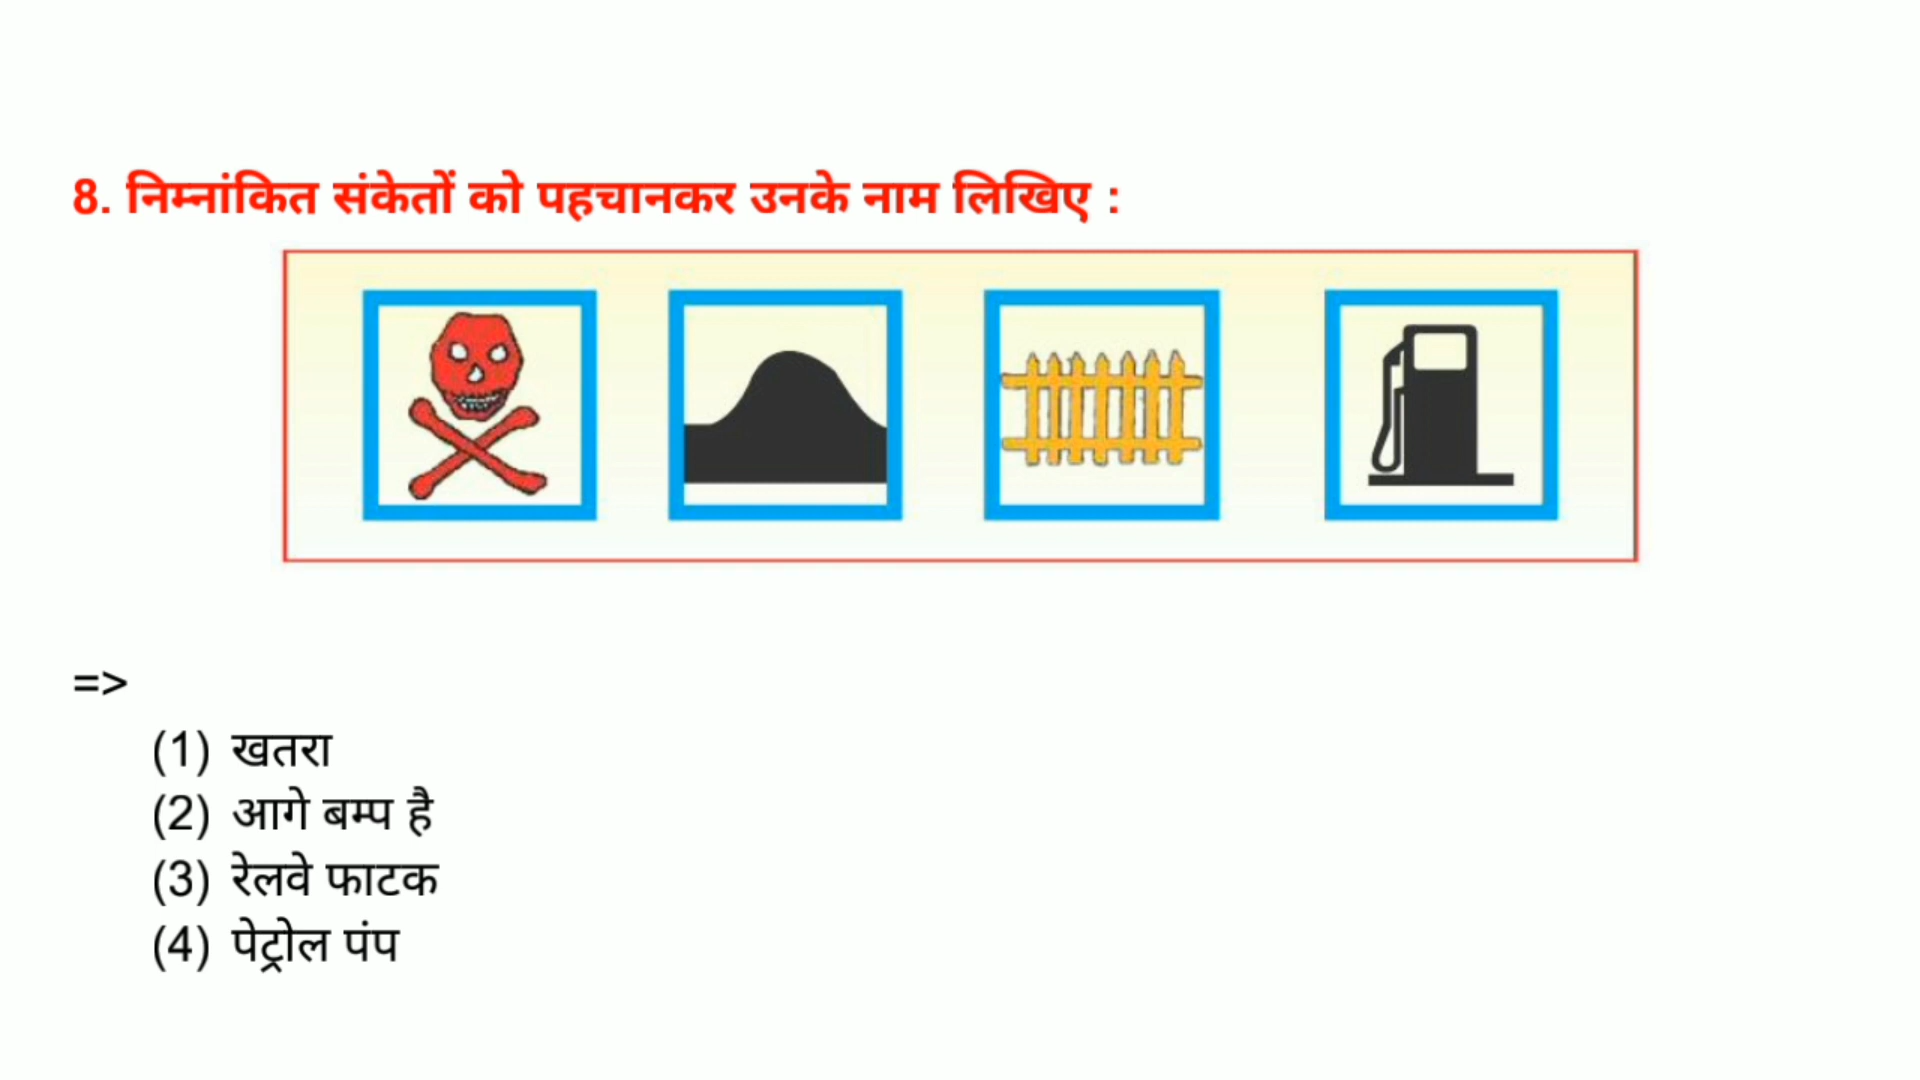 8. निम्नांकित संकेतों को पहचानकर उनके नाम लिखिए :
=>
(1) खतरा
(2) आगे बम्प है
(3) रेलवे फाटक
(4) पेट्रोल पंप